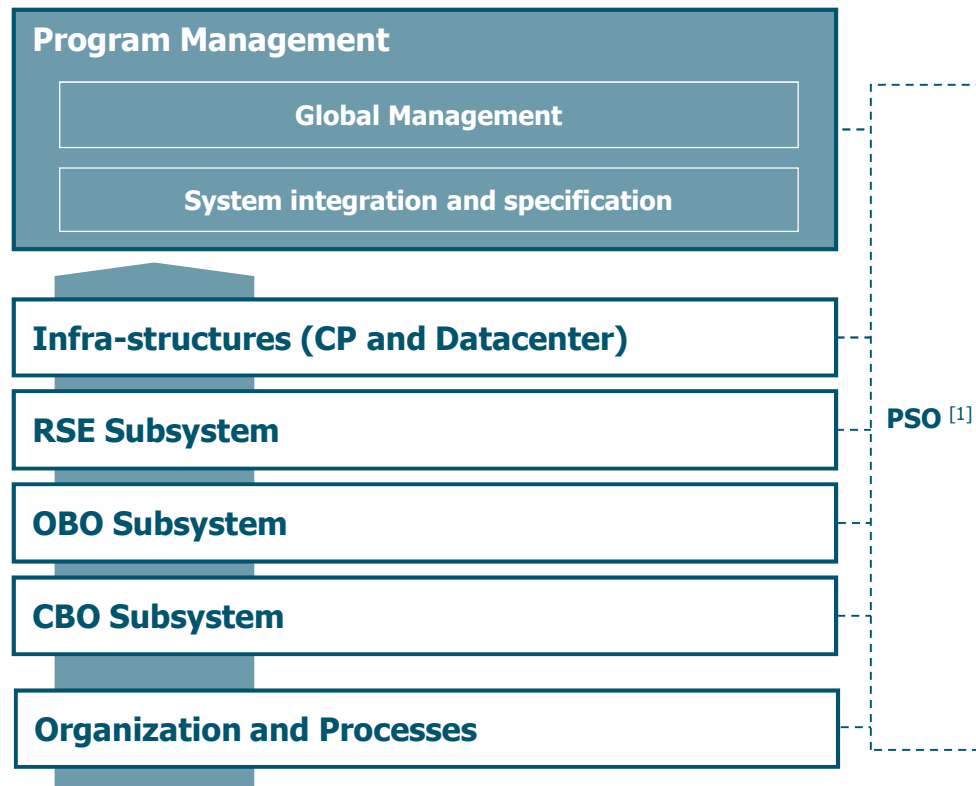 Program Management
Global Management
System integration and specification
Infra-structures (CP and Datacenter)
RSE Subsystem
PSO [1]
OBO Subsystem
CBO Subsystem
Organization and Processes